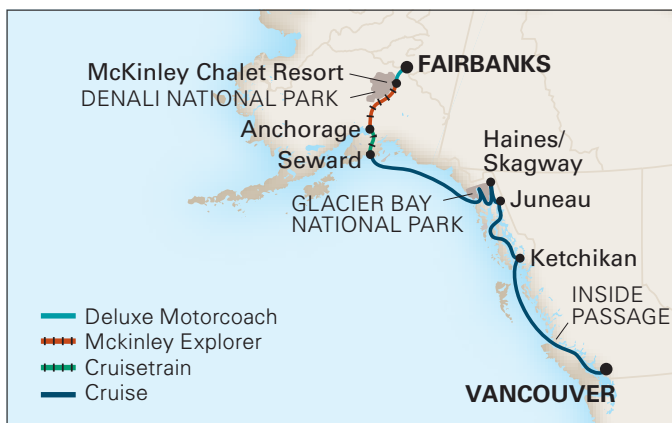 FAIRBANKS
McKinley Chalet Resort
DENALI NATIONAL PARK
Anchorage
Seward
Haines/
Skagway
GLACIER BAY
NATIONAL PARK
Juneau
Ketchikan
INSIDE
PASSAGE
VANCOUVER
Deluxe Motorcoach
Mckinley Explorer
Cruisetrain
Cruise